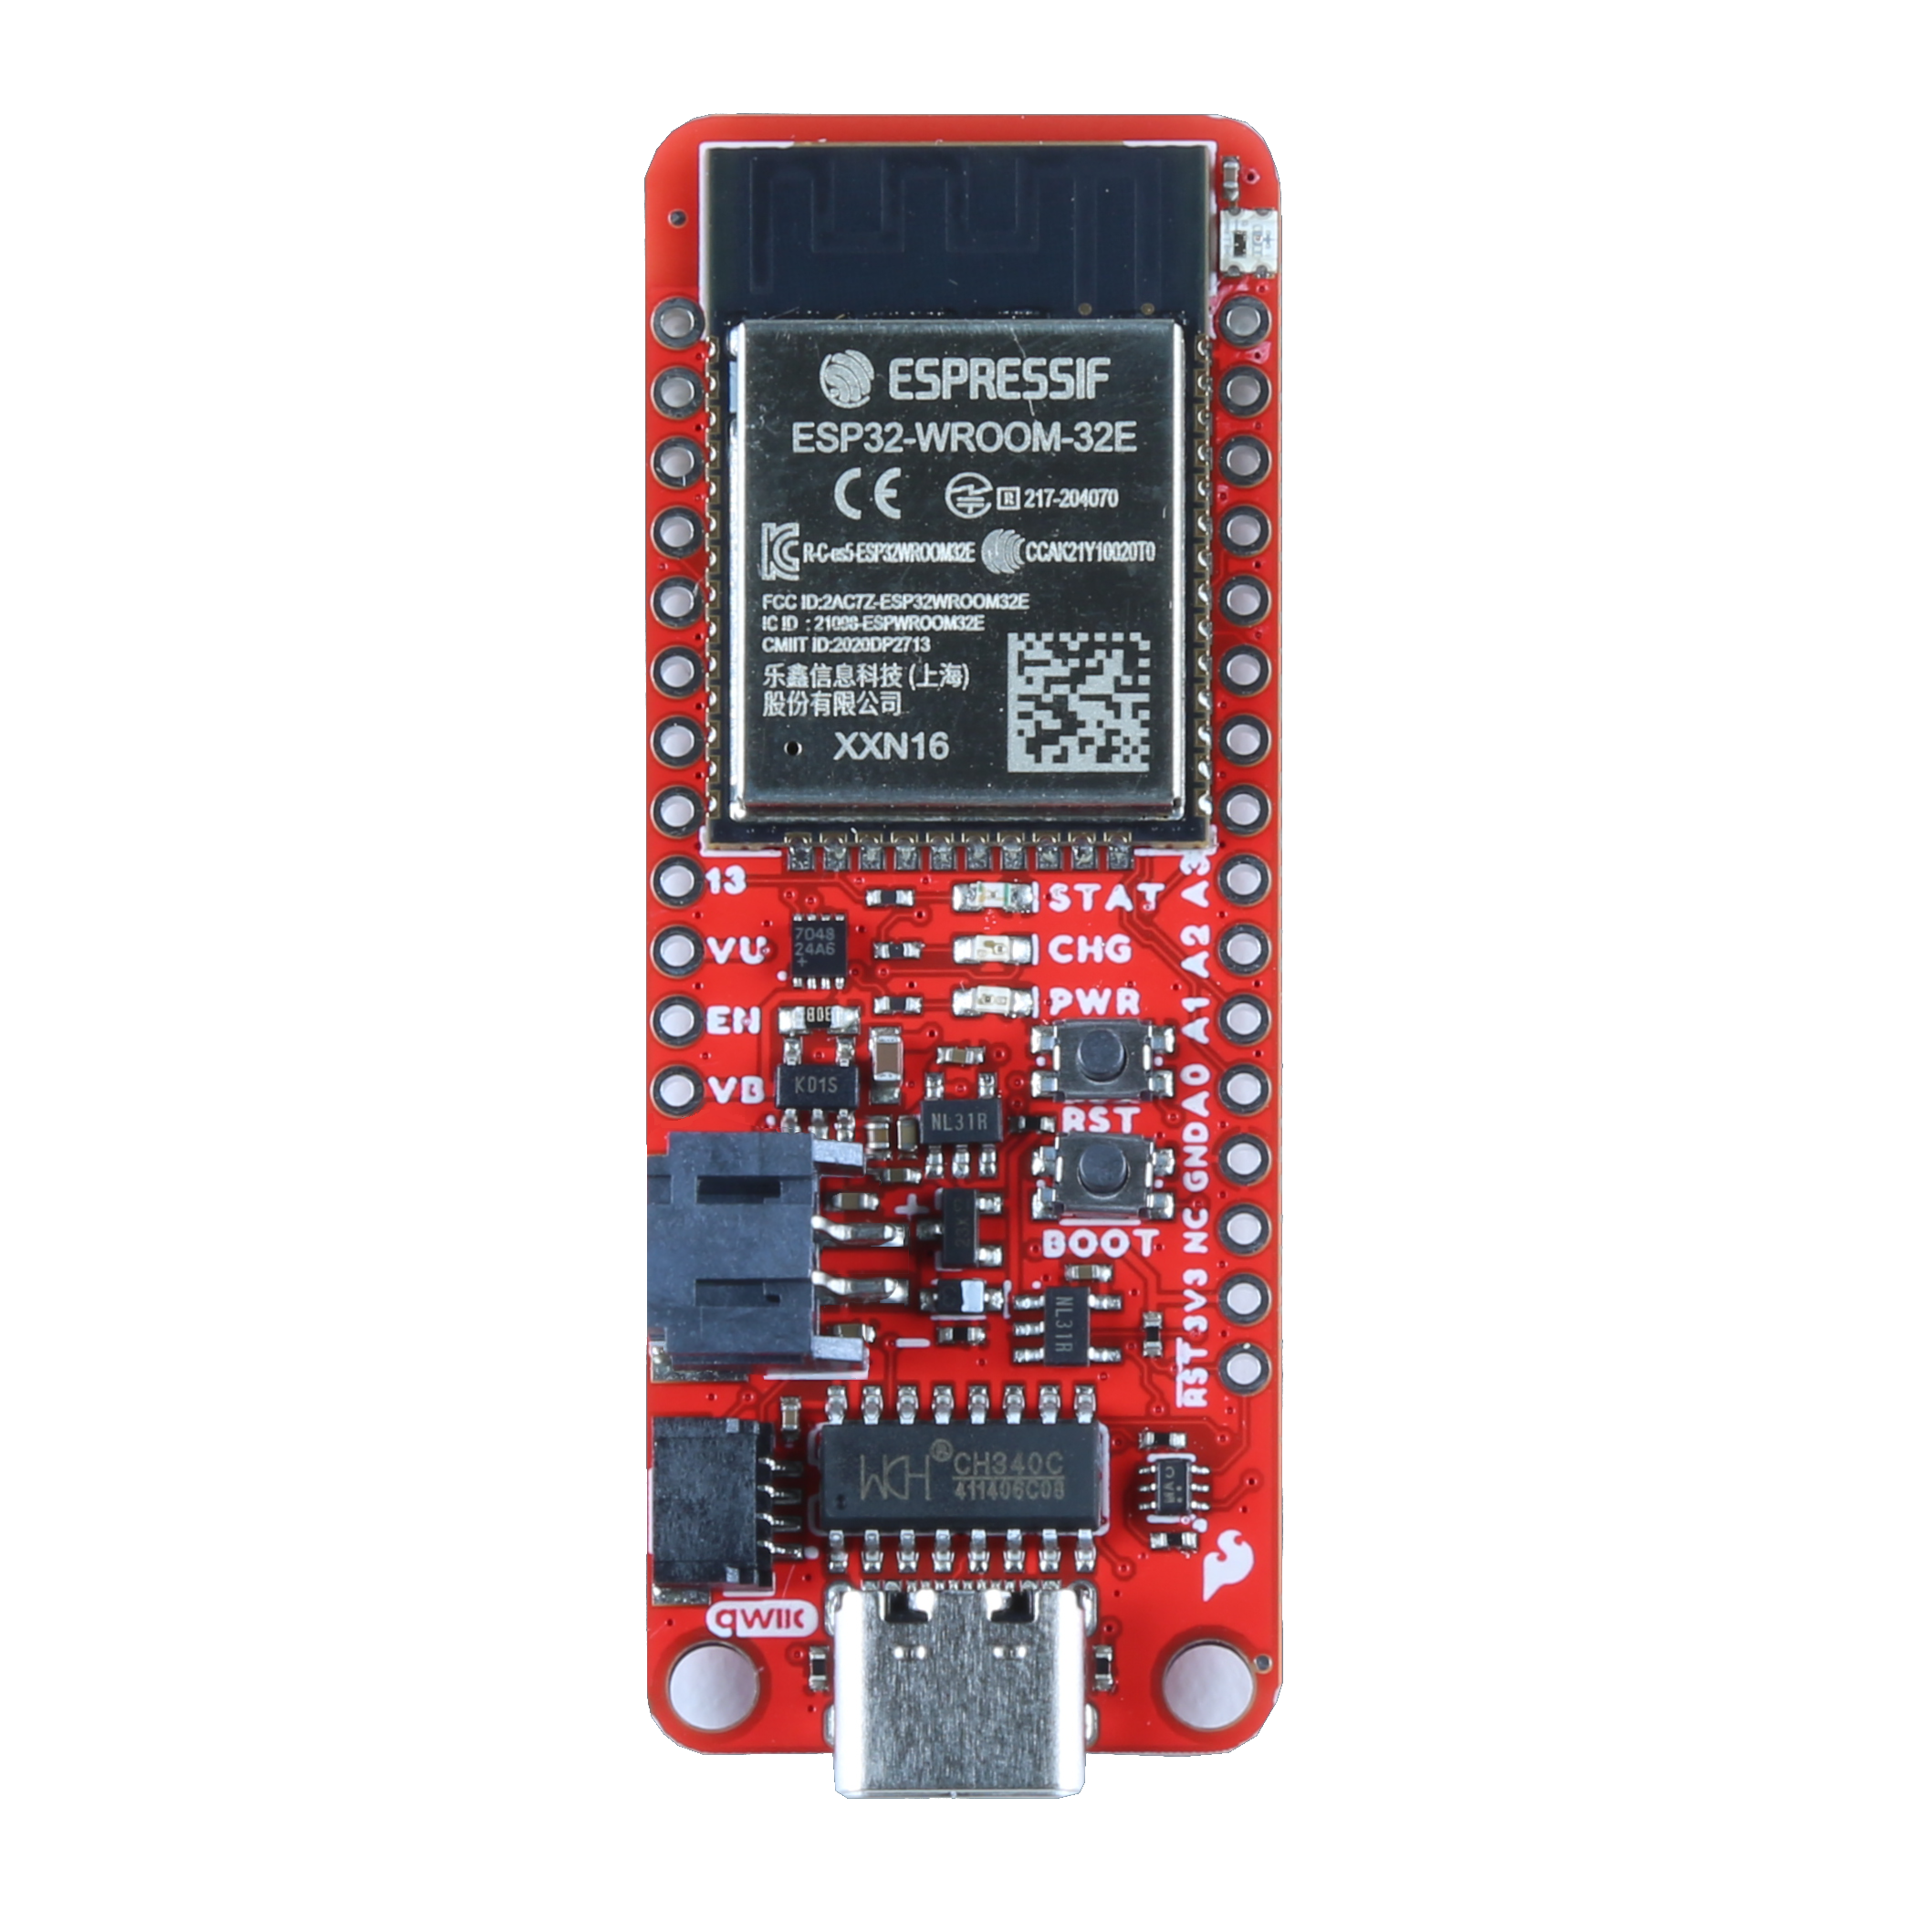 ESPRESSIF
ESP32-WROOM-32E
CE R 217-204070
R-C-es5-ESP32WROOM32E CCAK21Y10020T0
FCC ID:2AC7Z-ESP32WROOM32E
IC ID : 21098-ESPWROOM32E
CMIIT ID:2020DP2713
乐鑫信息科技(上海)
股份有限公司
XXN16
13
STAT
A3
7048
24A6
+
VU
CHG
A2
PWR
EN
A1
K01S
VB
NL31R
RST
A0
GND
+
BOOT
NC
NL31R
3V3
RST
CH340C
411406C08
qwiic